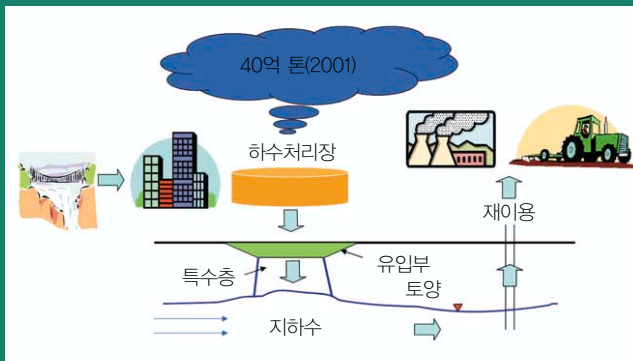 40억 톤(2001)
하수처리장
재이용
특수층
유입부
토양
지하수